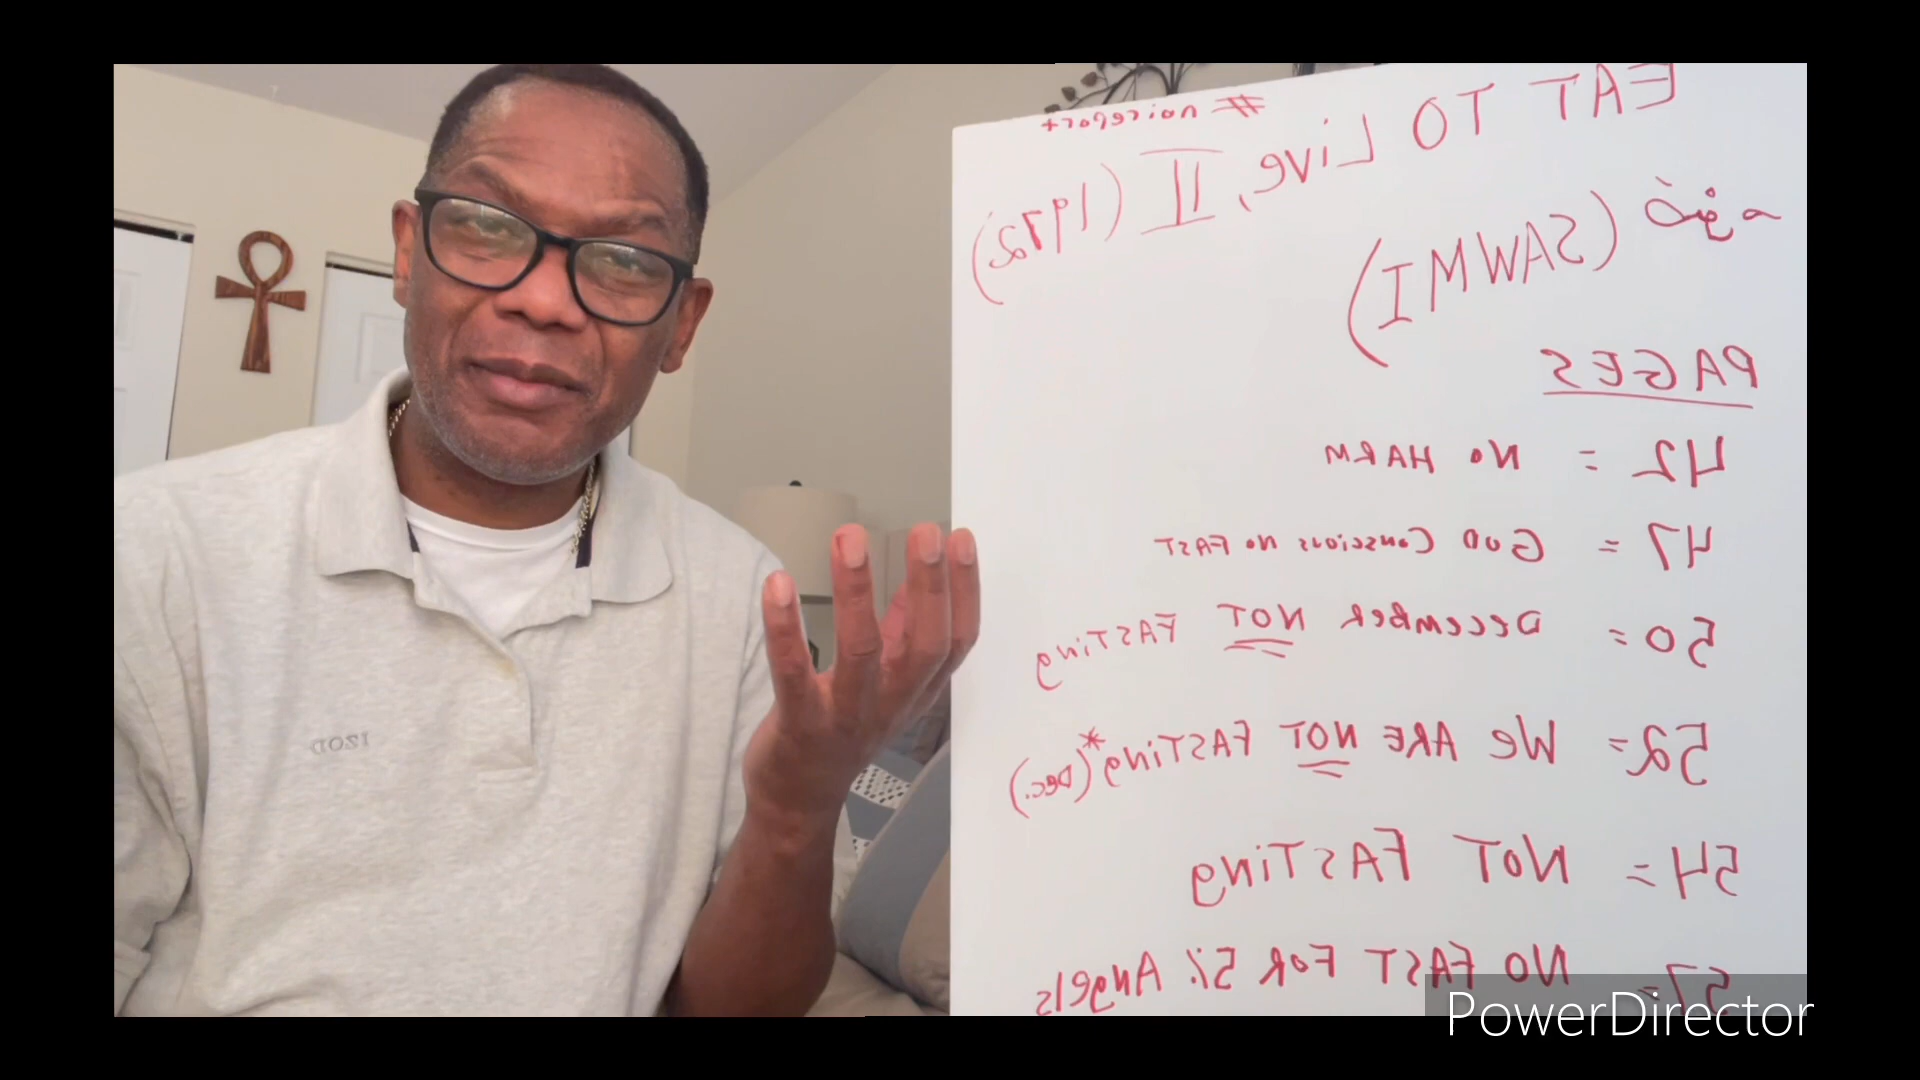 # noireport
EAT TO Live, II (1972)
(SAWMI)
PAGES
42 = No HARM
47 = GOD Conscious no FAST
50 = December NOT FASTing
52 = We ARE NOT FASTing* (Dec.)
54 = NOT FASTing
57 = NO FAST FOR 5% Angels
IZOD
PowerDirector